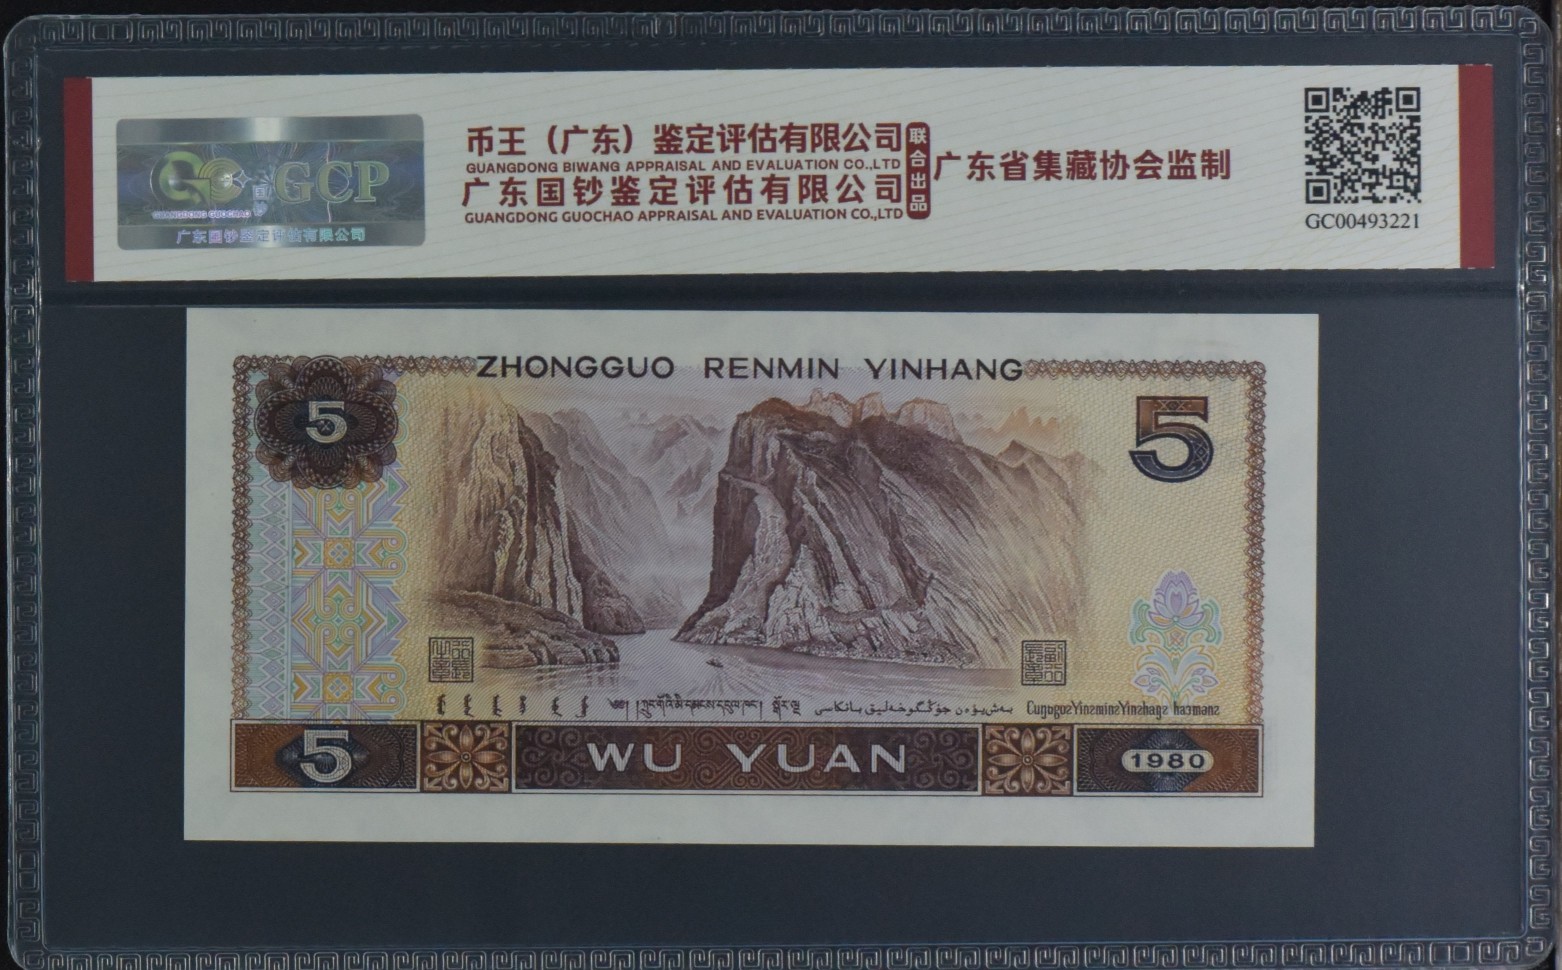 币王（广东）鉴定评估有限公司
GUANGDONG BIWANG APPRAISAL AND EVALUATION CO.,LTD
广东国钞鉴定评估有限公司
GUANGDONG GUOCHAO APPRAISAL AND EVALUATION CO.,LTD
联合出品
广东省集藏协会监制
GC00493221
GCP
GUANGDONG GUOCHAO
广东国钞鉴定评估有限公司
ZHONGGUO RENMIN YINHANG
5
5
5
WU YUAN
1980